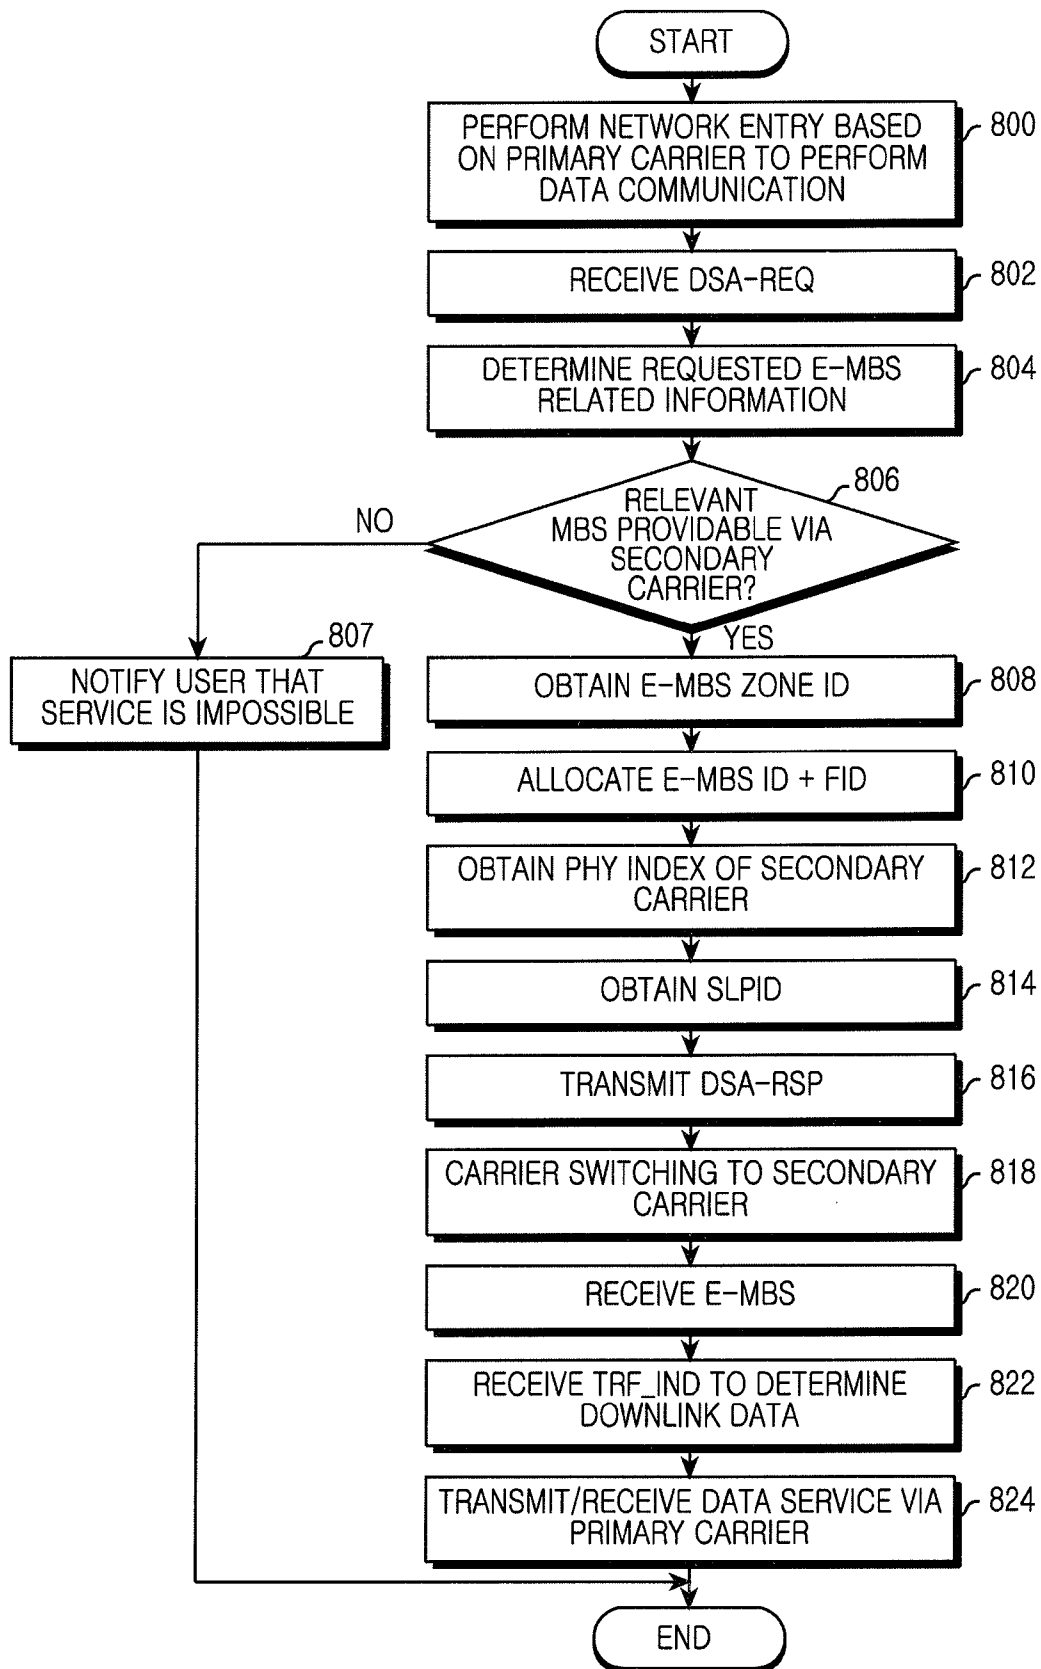 START
PERFORM NETWORK ENTRY BASED
ON PRIMARY CARRIER TO PERFORM
DATA COMMUNICATION
800
RECEIVE DSA-REQ
802
DETERMINE REQUESTED E-MBS
RELATED INFORMATION
804
RELEVANT
MBS PROVIDABLE VIA
SECONDARY
CARRIER?
806
NO
YES
NOTIFY USER THAT
SERVICE IS IMPOSSIBLE
807
OBTAIN E-MBS ZONE ID
808
ALLOCATE E-MBS ID + FID
810
OBTAIN PHY INDEX OF SECONDARY
CARRIER
812
OBTAIN SLPID
814
TRANSMIT DSA-RSP
816
CARRIER SWITCHING TO SECONDARY
CARRIER
818
RECEIVE E-MBS
820
RECEIVE TRF_IND TO DETERMINE
DOWNLINK DATA
822
TRANSMIT/RECEIVE DATA SERVICE VIA
PRIMARY CARRIER
824
END